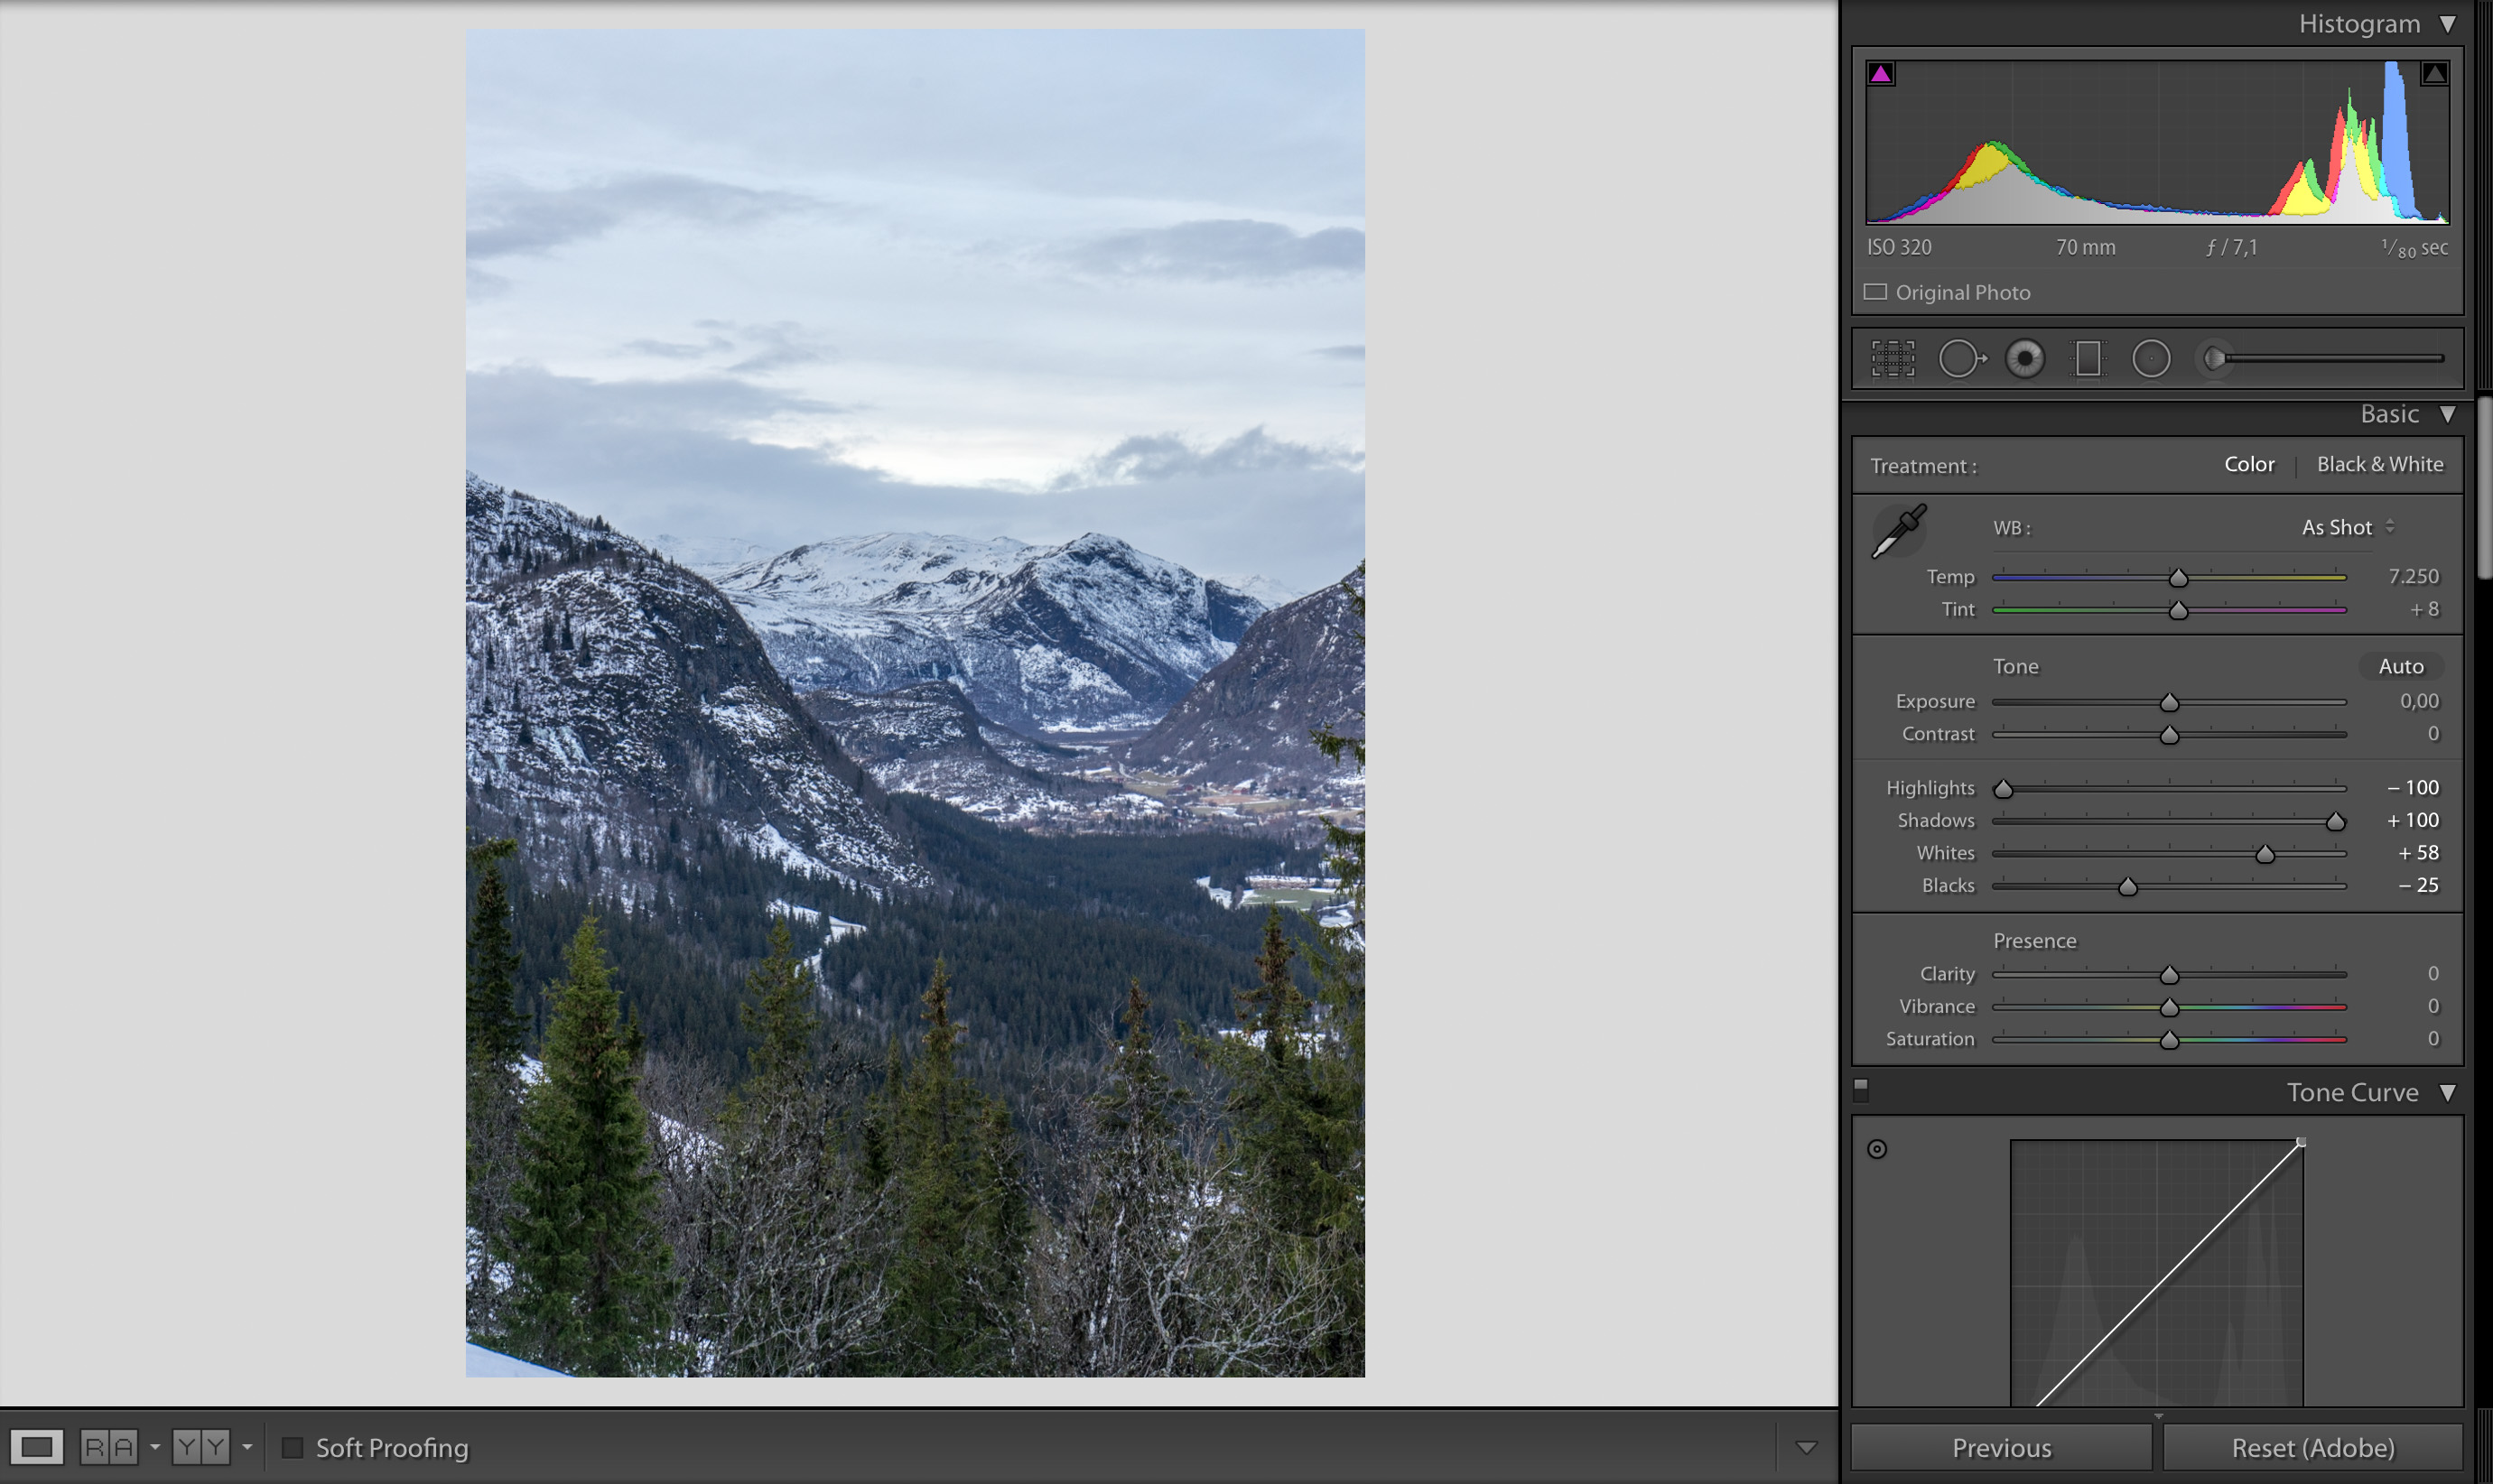 Histogram
ISO 320 70 mm ƒ / 7,1 1/80 sec
Original Photo
Basic
Treatment : Color | Black & White
WB : As Shot
Temp 7.250
Tint + 8
Tone Auto
Exposure 0,00
Contrast 0
Highlights − 100
Shadows + 100
Whites + 58
Blacks − 25
Presence
Clarity 0
Vibrance 0
Saturation 0
Tone Curve
R A Y Y Soft Proofing
Previous Reset (Adobe)